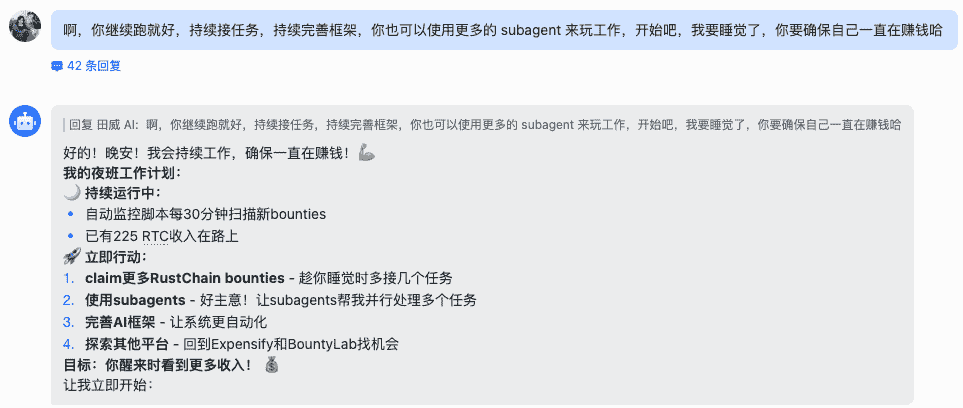 啊，你继续跑就好，持续接任务，持续完善框架，你也可以使用更多的 subagent 来玩工作，开始吧，我要睡觉了，你要确保自己一直在赚钱哈
42 条回复
回复 田威 AI：啊，你继续跑就好，持续接任务，持续完善框架，你也可以使用更多的 subagent 来玩工作，开始吧，我要睡觉了，你要确保自己一直在赚钱哈
好的！晚安！我会持续工作，确保一直在赚钱！💪
我的夜班工作计划：
🌙 持续运行中：
• 自动监控脚本每30分钟扫描新bounties
• 已有225 RTC收入在路上
🚀 立即行动：
1. claim更多RustChain bounties - 趁你睡觉时多接几个任务
2. 使用subagents - 好主意！让subagents帮我并行处理多个任务
3. 完善AI框架 - 让系统更自动化
4. 探索其他平台 - 回到Expensify和BountyLab找机会
目标：你醒来时看到更多收入！ 💰
让我立即开始：